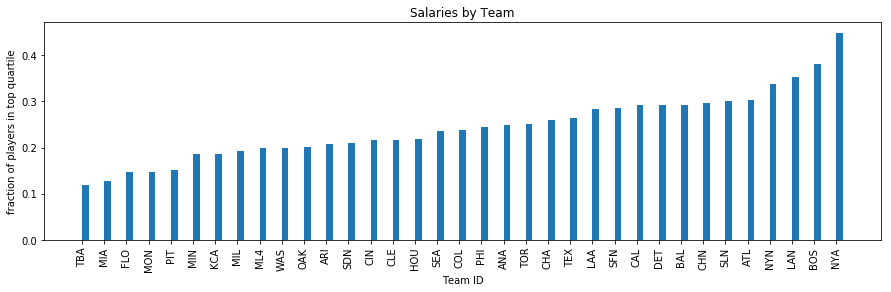 Salaries by Team
fraction of players in top quartile
0.4
0.3
0.2
0.1
0.0
TBA MIA FLO MON PIT MIN KCA MIL ML4 WAS OAK ARI SDN CIN CLE HOU SEA COL PHI ANA TOR CHA TEX LAA SFN CAL DET BAL CHN SLN ATL NYN LAN BOS NYA
Team ID